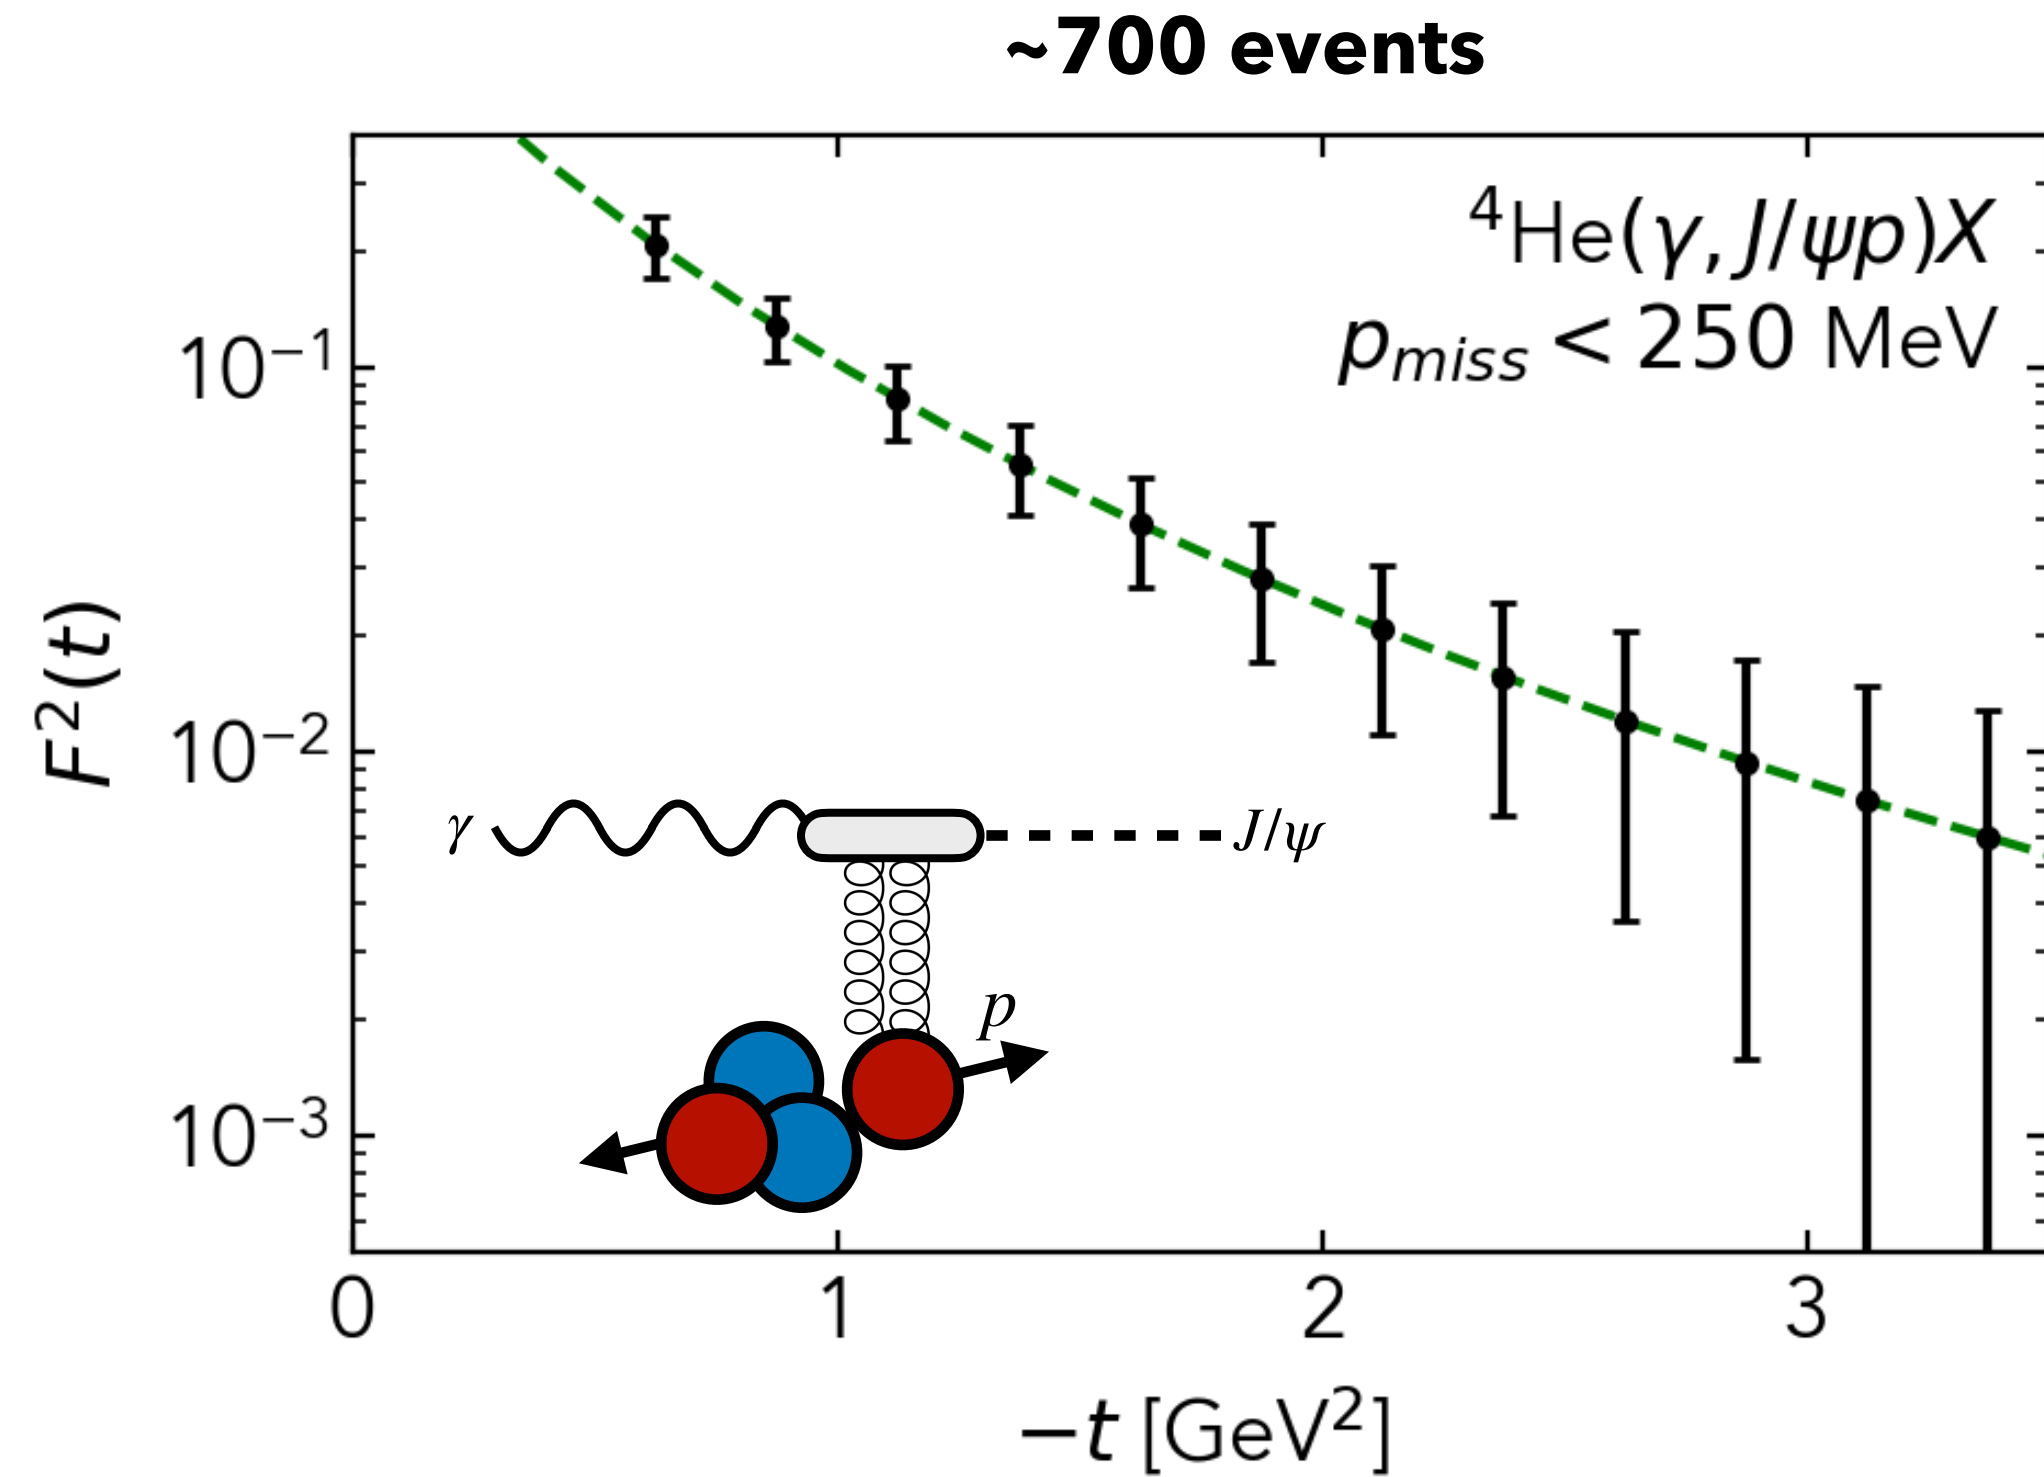 ~700 events
⁴He(γ, J/ψp)X
p_miss < 250 MeV
F²(t)
10⁻¹
10⁻²
10⁻³
γ
J/ψ
p
0 1 2 3
−t [GeV²]